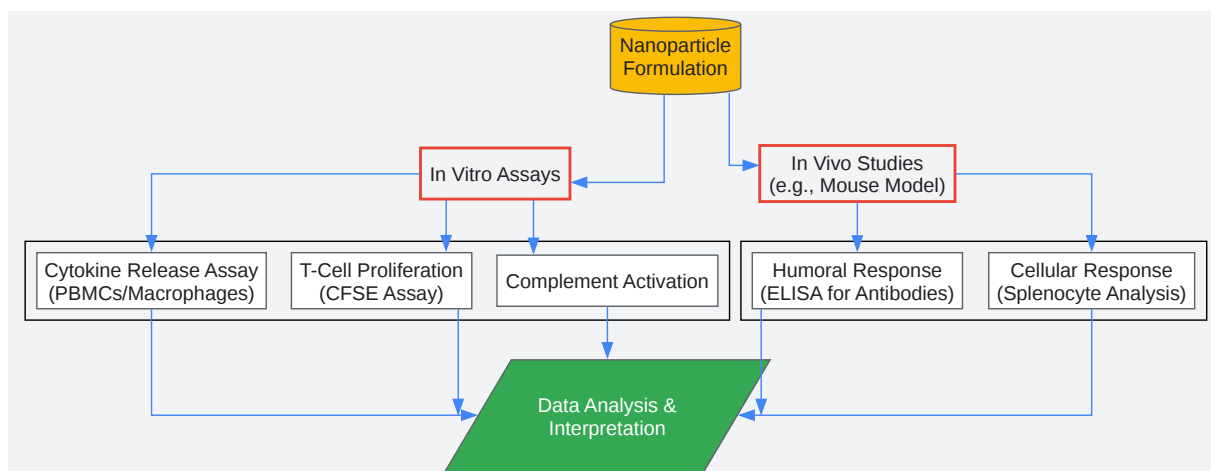 Nanoparticle
Formulation
In Vitro Assays
In Vivo Studies
(e.g., Mouse Model)
Cytokine Release Assay
(PBMCs/Macrophages)
T-Cell Proliferation
(CFSE Assay)
Complement Activation
Humoral Response
(ELISA for Antibodies)
Cellular Response
(Splenocyte Analysis)
Data Analysis &
Interpretation